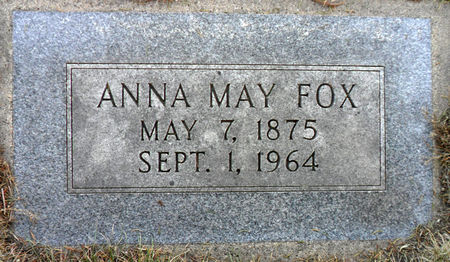 ANNA MAY FOX
MAY 7, 1875
SEPT. 1, 1964